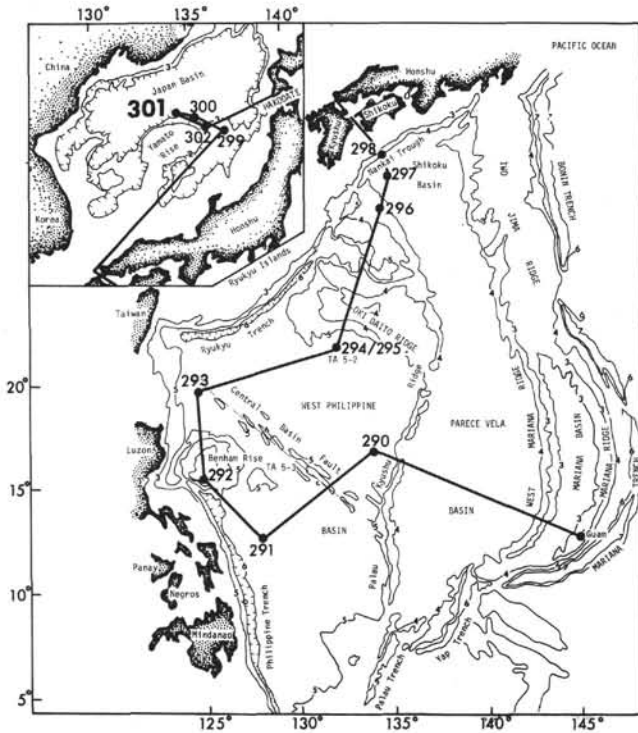 130° 135° 140°
PACIFIC OCEAN
China
Honshu
Japan Basin
301
300
HAKODATE
Shikoku
Kyushu
302
299
Yamato
Rise
298
Nankai Trough
297
Shikoku
Basin
296
Korea
Honshu
IWO
JIMA
RIDGE
BONIN TRENCH
Ryukyu Islands
Taiwan
Ryukyu
Trench
OKI DAITO RIDGE
294/295
TA 5-2
20°
293
Central
Basin
Fault
WEST PHILIPPINE
Ridge
PARECE VELA
RIDGE
MARIANA
WEST
MARIANA
BASIN
MARIANA RIDGE
TRENCH
Luzon
290
Benham Rise
292
TA 5-3
Kyushu
15°
291
BASIN
BASIN
Guam
MARIANA
Panay
10°
Negros
Palau
Mindanao
Philippine Trench
Yap Trench
Palau Trench
5°
125° 130° 135° 140° 145°